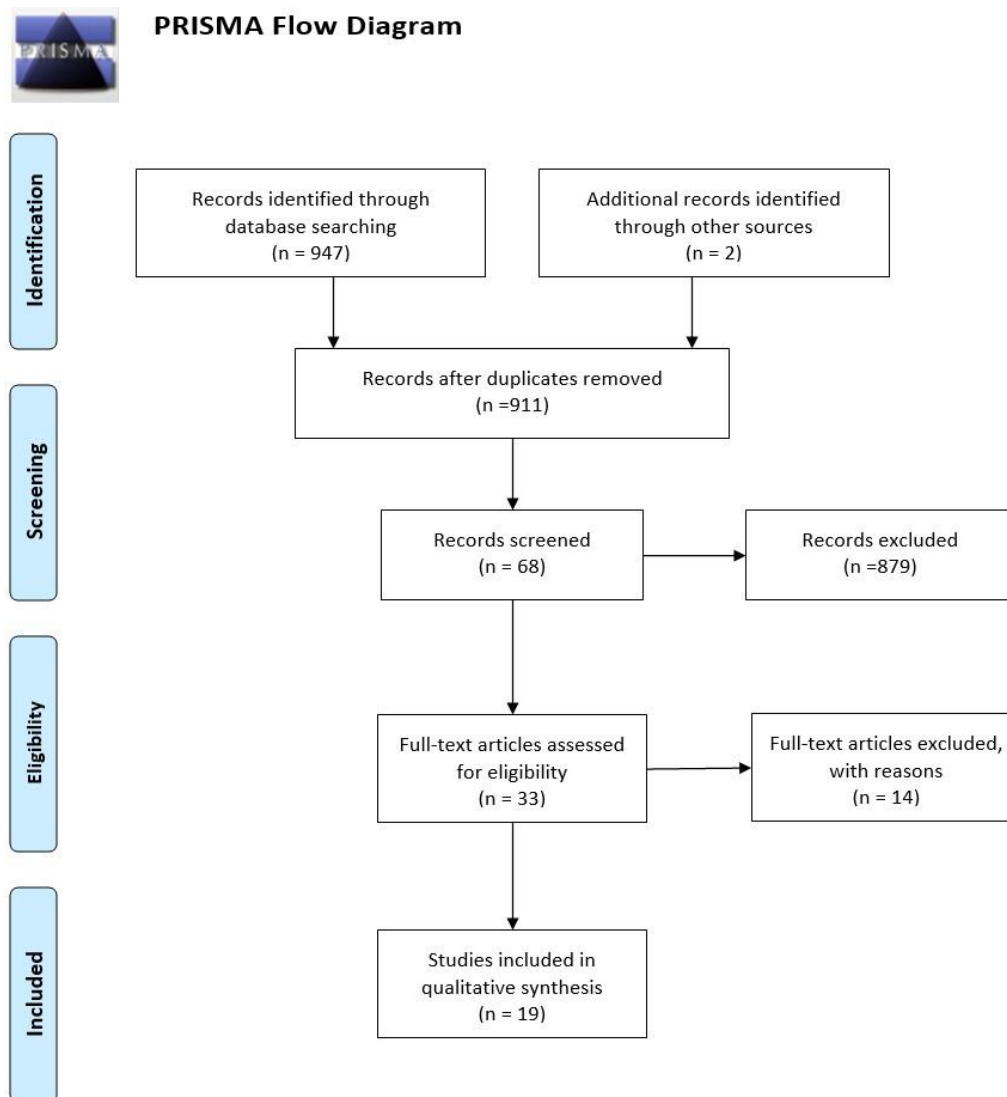 PRISMA
PRISMA Flow Diagram
Identification
Records identified through
database searching
(n = 947)
Additional records identified
through other sources
(n = 2)
Records after duplicates removed
(n =911)
Screening
Records screened
(n = 68)
Records excluded
(n =879)
Eligibility
Full-text articles assessed
for eligibility
(n = 33)
Full-text articles excluded,
with reasons
(n = 14)
Included
Studies included in
qualitative synthesis
(n = 19)